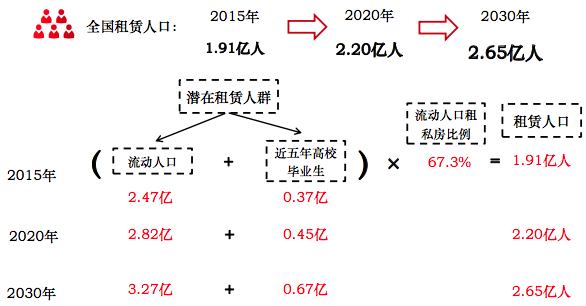 全国租赁人口:
2015年
2020年
2030年
1.91亿人
2.20亿人
2.65亿人
潜在租赁人群
流动人口租
私房比例
租赁人口
2015年
(
流动人口
+
近五年高校
毕业生
)
×
67.3%
=
1.91亿人
2.47亿
0.37亿
2020年
2.82亿
+
0.45亿
2.20亿人
2030年
3.27亿
+
0.67亿
2.65亿人